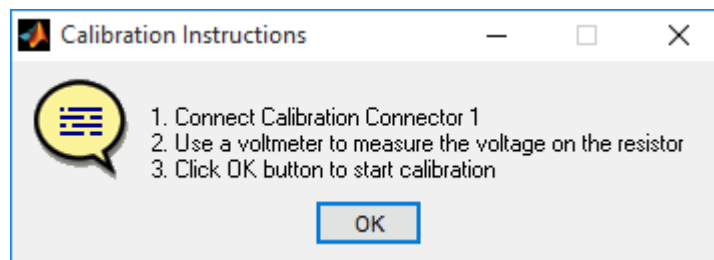 Calibration Instructions
1. Connect Calibration Connector 1
2. Use a voltmeter to measure the voltage on the resistor
3. Click OK button to start calibration
OK